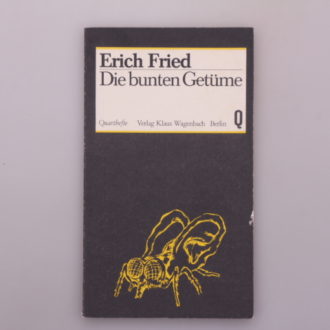 Erich Fried
Die bunten Getüme
Quarthefte Verlag Klaus Wagenbach Berlin Q